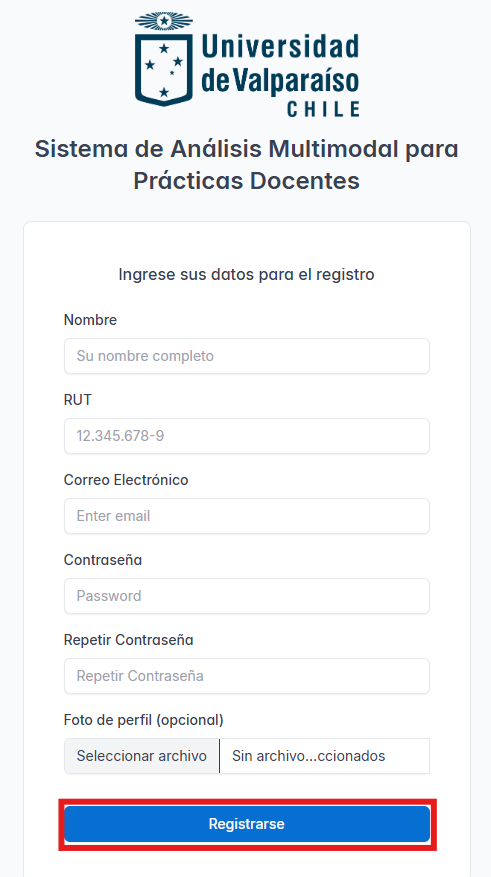 Universidad
de Valparaíso
CHILE
Sistema de Análisis Multimodal para
Prácticas Docentes
Ingrese sus datos para el registro
Nombre
Su nombre completo
RUT
12.345.678-9
Correo Electrónico
Enter email
Contraseña
Password
Repetir Contraseña
Repetir Contraseña
Foto de perfil (opcional)
Seleccionar archivo Sin archivo...ccionados
Registrarse